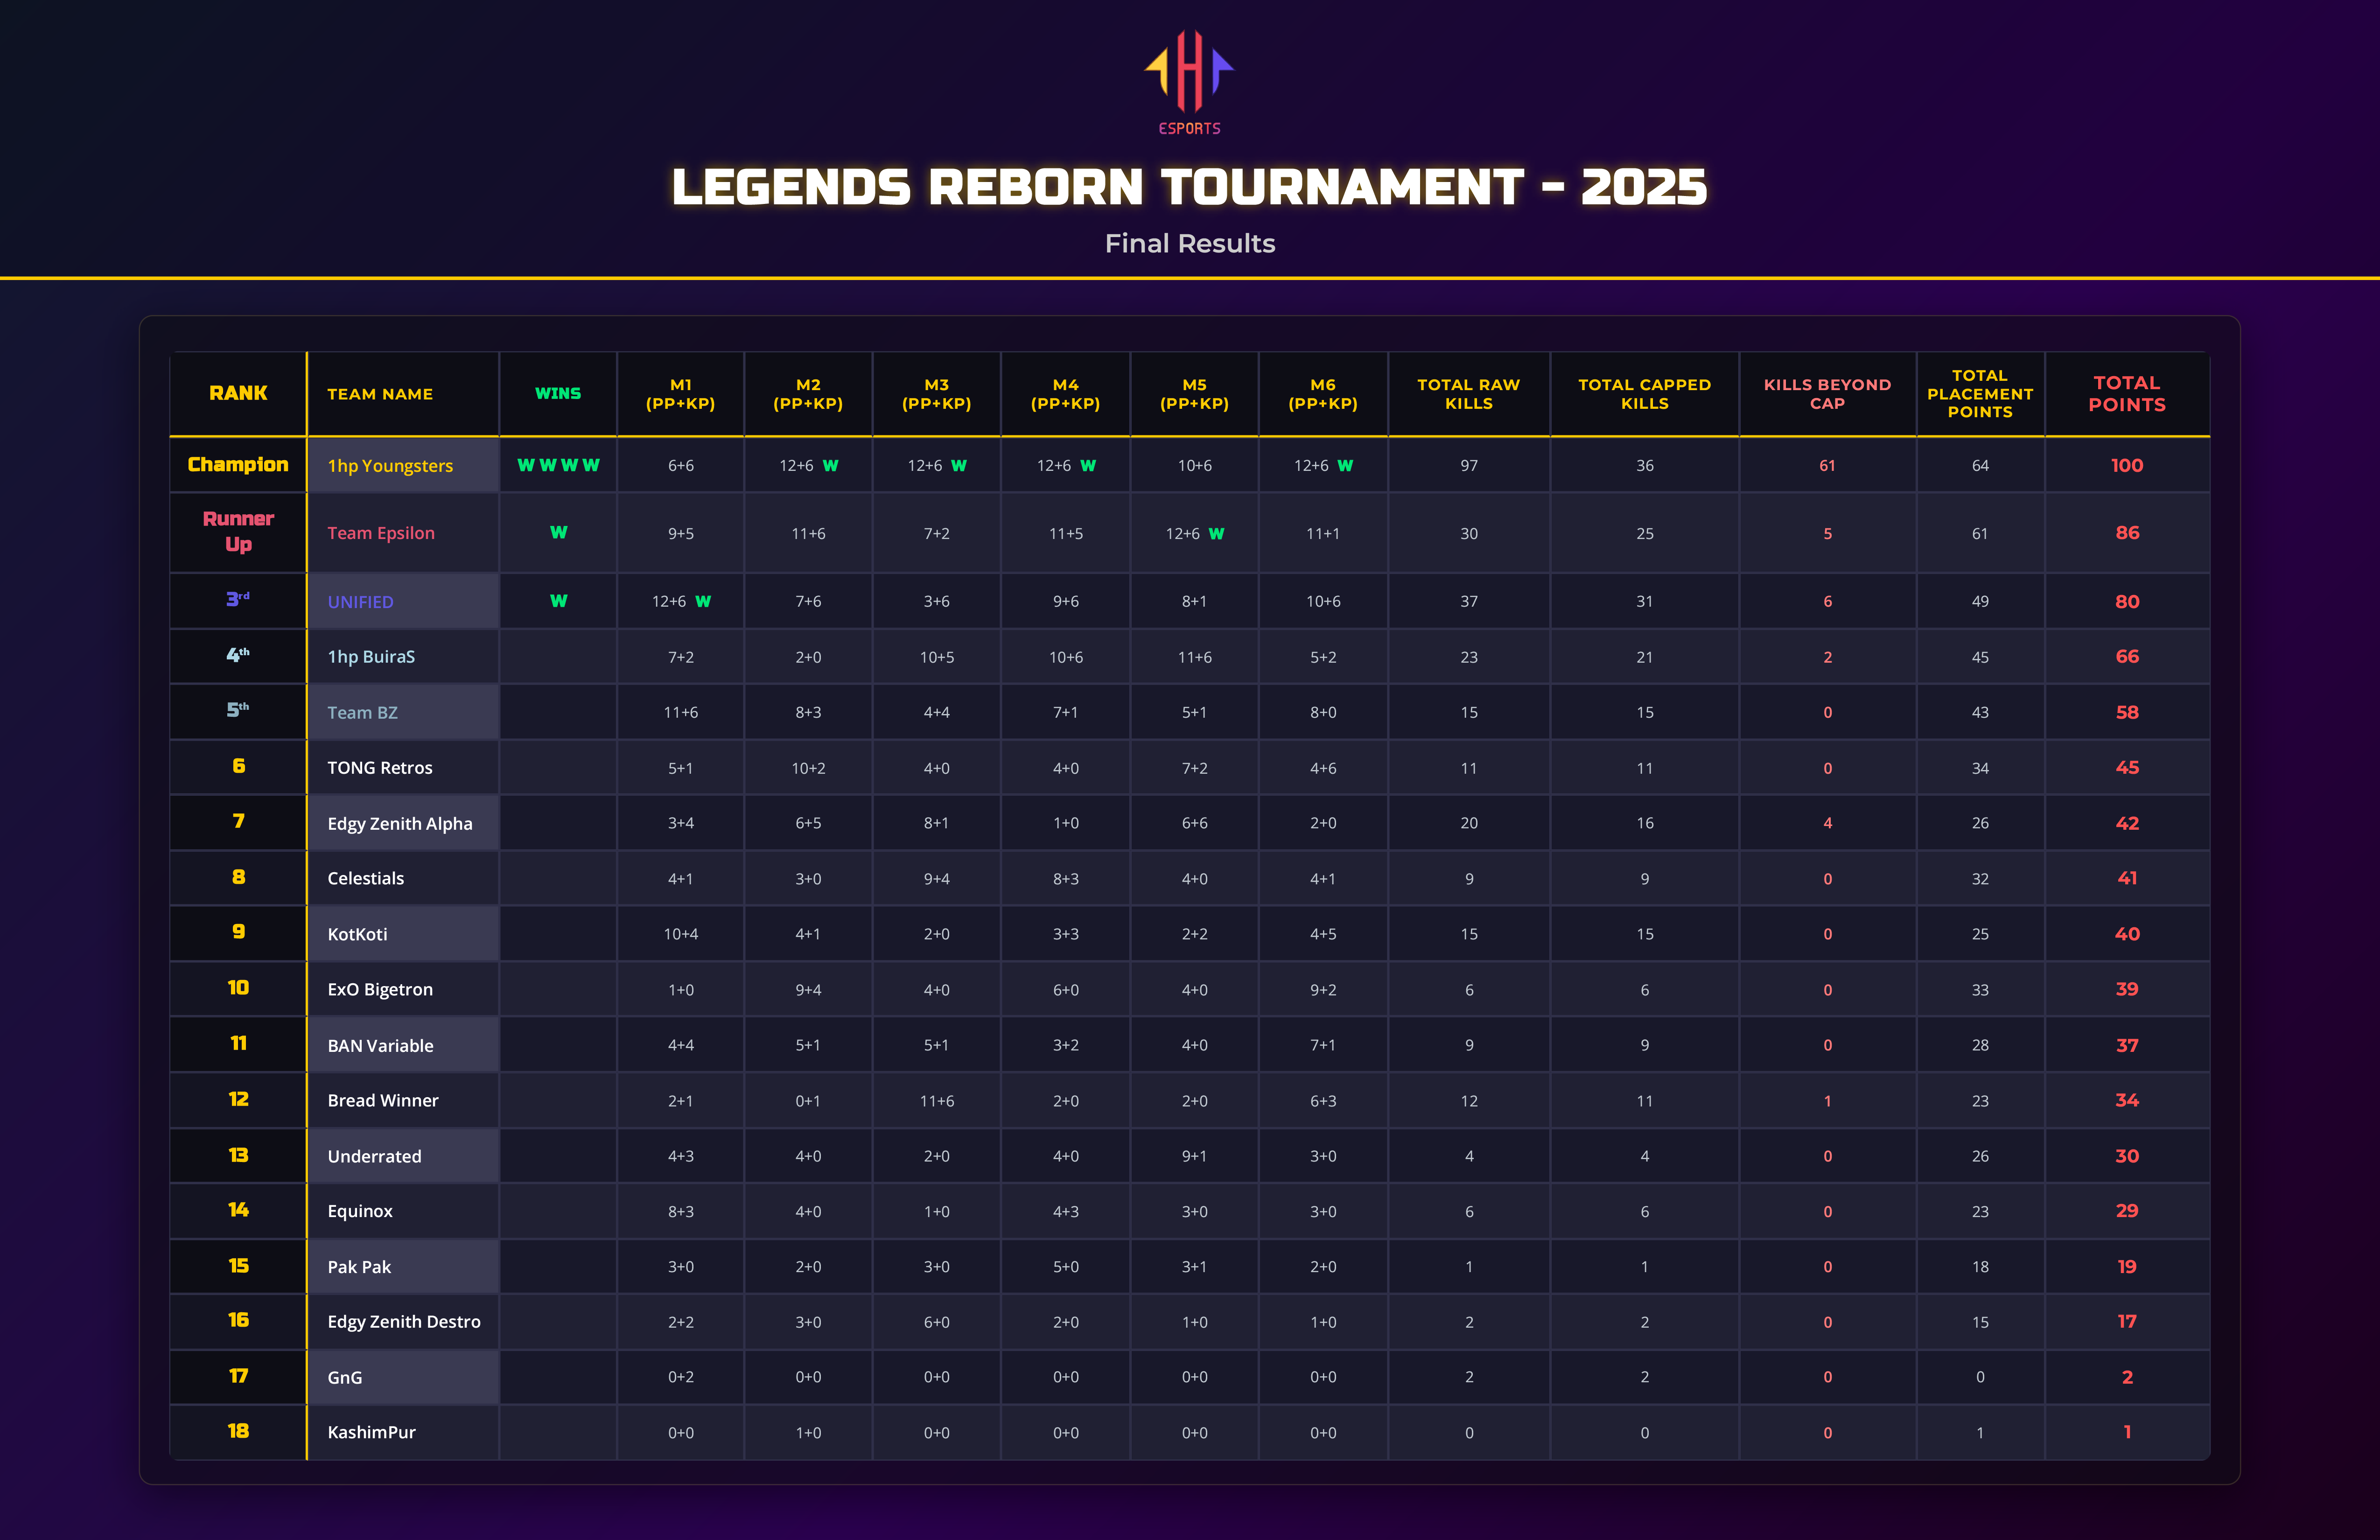 ESPORTS
LEGENDS REBORN TOURNAMENT - 2025
Final Results
RANK TEAM NAME WINS M1 (PP+KP) M2 (PP+KP) M3 (PP+KP) M4 (PP+KP) M5 (PP+KP) M6 (PP+KP) TOTAL RAW KILLS TOTAL CAPPED KILLS KILLS BEYOND CAP TOTAL PLACEMENT POINTS TOTAL POINTS
Champion 1hp Youngsters W W W W 6+6 12+6 W 12+6 W 12+6 W 10+6 12+6 W 97 36 61 64 100
Runner Up Team Epsilon W 9+5 11+6 7+2 11+5 12+6 W 11+1 30 25 5 61 86
3rd UNIFIED W 12+6 W 7+6 3+6 9+6 8+1 10+6 37 31 6 49 80
4th 1hp BuiraS 7+2 2+0 10+5 10+6 11+6 5+2 23 21 2 45 66
5th Team BZ 11+6 8+3 4+4 7+1 5+1 8+0 15 15 0 43 58
6 TONG Retros 5+1 10+2 4+0 4+0 7+2 4+6 11 11 0 34 45
7 Edgy Zenith Alpha 3+4 6+5 8+1 1+0 6+6 2+0 20 16 4 26 42
8 Celestials 4+1 3+0 9+4 8+3 4+0 4+1 9 9 0 32 41
9 KotKoti 10+4 4+1 2+0 3+3 2+2 4+5 15 15 0 25 40
10 ExO Bigetron 1+0 9+4 4+0 6+0 4+0 9+2 6 6 0 33 39
11 BAN Variable 4+4 5+1 5+1 3+2 4+0 7+1 9 9 0 28 37
12 Bread Winner 2+1 0+1 11+6 2+0 2+0 6+3 12 11 1 23 34
13 Underrated 4+3 4+0 2+0 4+0 9+1 3+0 4 4 0 26 30
14 Equinox 8+3 4+0 1+0 4+3 3+0 3+0 6 6 0 23 29
15 Pak Pak 3+0 2+0 3+0 5+0 3+1 2+0 1 1 0 18 19
16 Edgy Zenith Destro 2+2 3+0 6+0 2+0 1+0 1+0 2 2 0 15 17
17 GnG 0+2 0+0 0+0 0+0 0+0 0+0 2 2 0 0 2
18 KashimPur 0+0 1+0 0+0 0+0 0+0 0+0 0 0 0 1 1